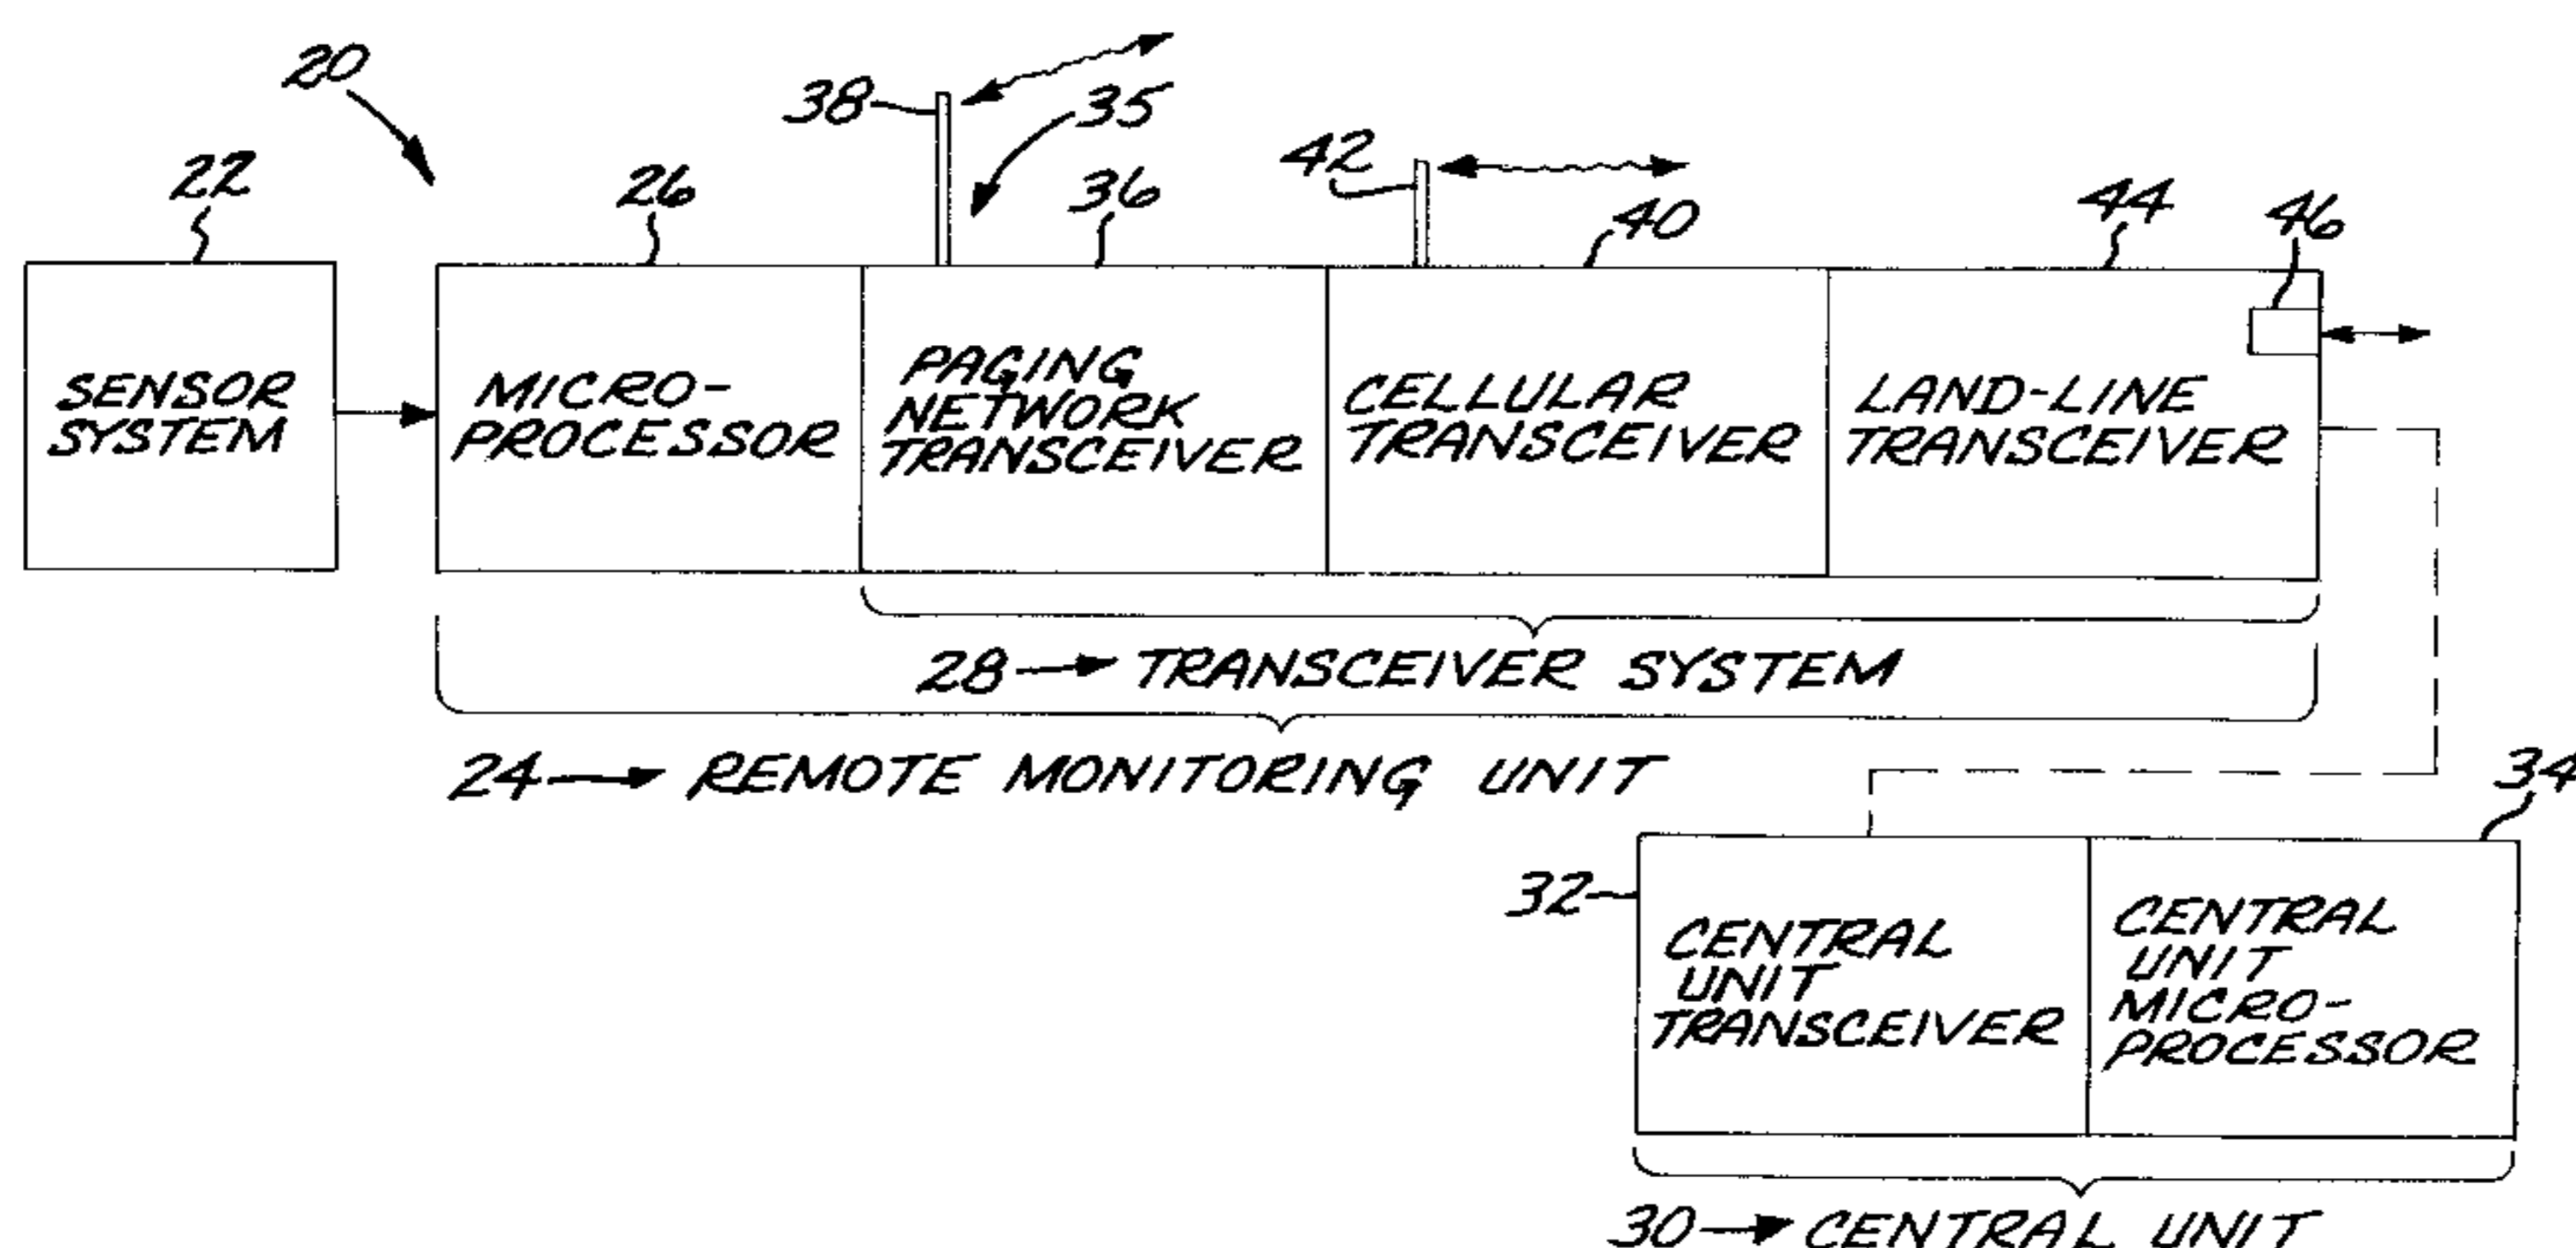 20
38
35
22
26
36
42
40
44
46
SENSOR
SYSTEM
MICRO-
PROCESSOR
PAGING
NETWORK
TRANSCEIVER
CELLULAR
TRANSCEIVER
LAND-LINE
TRANSCEIVER
28 → TRANSCEIVER SYSTEM
24 → REMOTE MONITORING UNIT
34
32
CENTRAL
UNIT
TRANSCEIVER
CENTRAL
UNIT
MICRO-
PROCESSOR
30 → CENTRAL UNIT